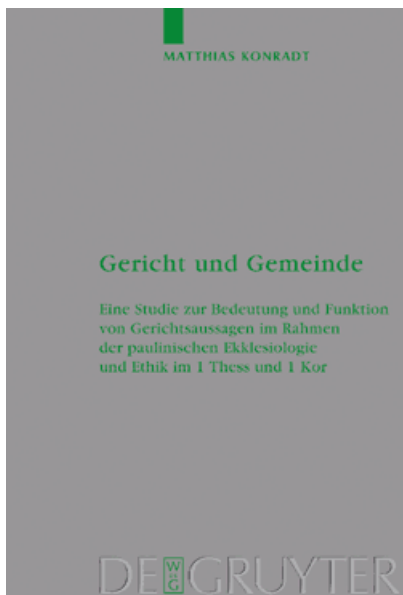 MATTHIAS KONRADT
Gericht und Gemeinde
Eine Studie zur Bedeutung und Funktion
von Gerichtsaussagen im Rahmen
der paulinischen Ekklesiologie
und Ethik im 1 Thess und 1 Kor
DE W DE G GRUYTER